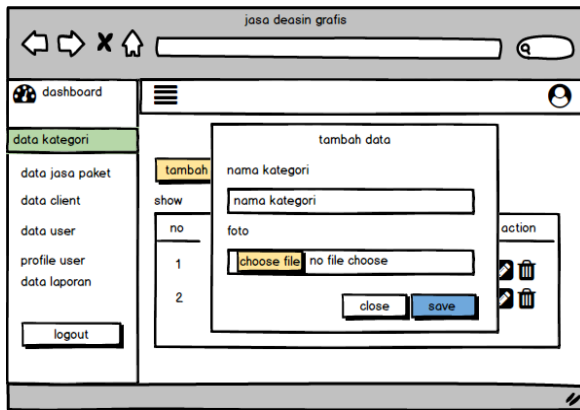 jasa deasin grafis
dashboard
data kategori
data jasa paket
data client
data user
profile user
data laporan
logout
tambah
show
no
action
1
2
tambah data
nama kategori
nama kategori
foto
choose file no file choose
close save